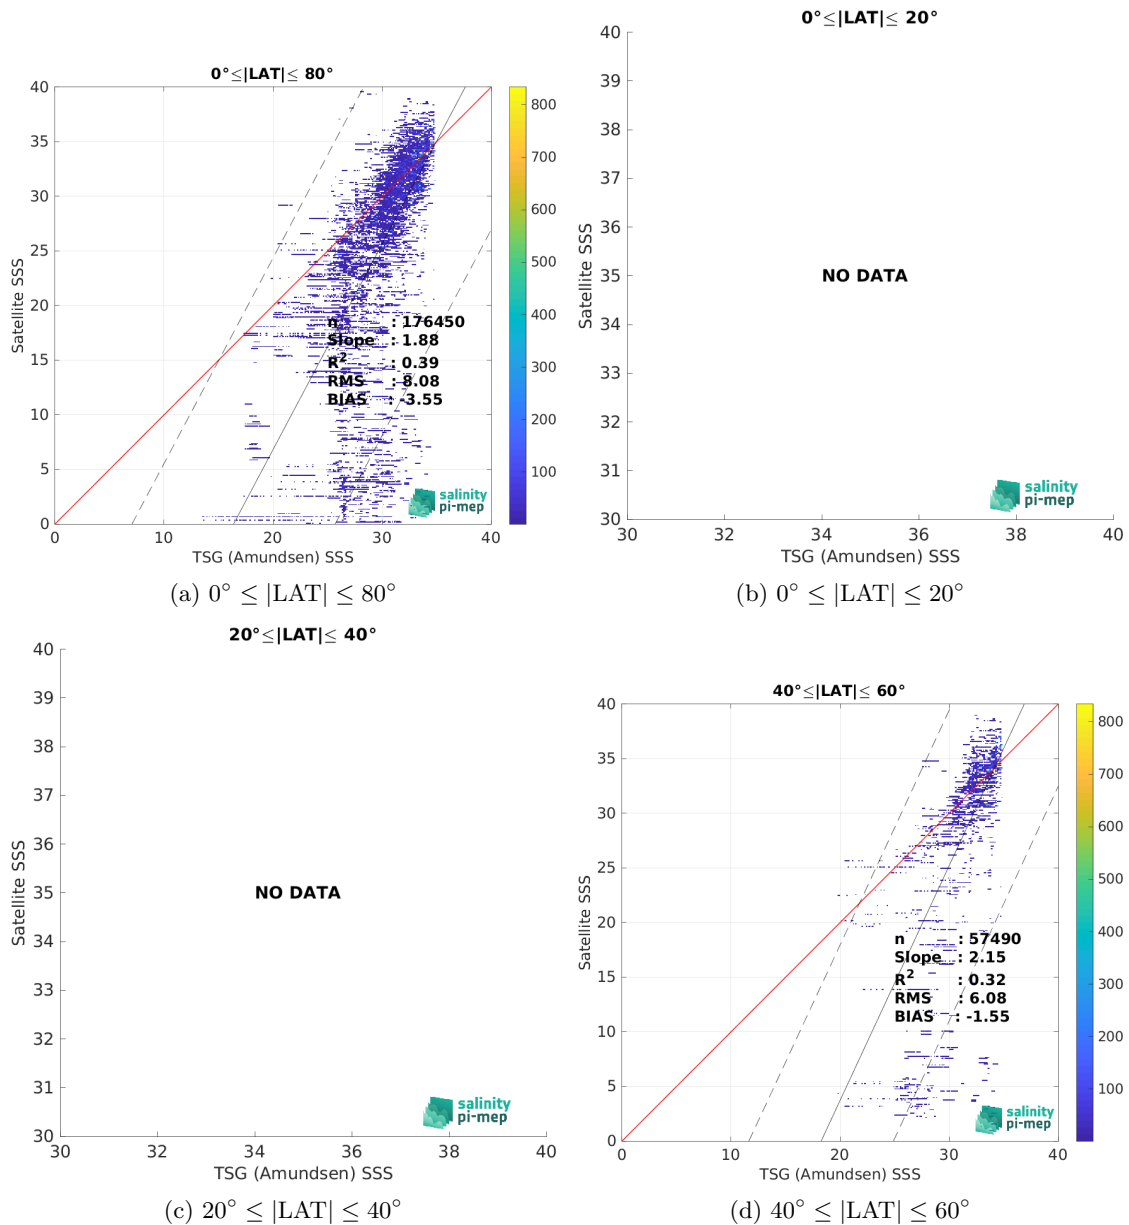 0°≤|LAT|≤ 80°
40
35
30
25
20
15
10
5
0
0
10
20
30
40
Satellite SSS
TSG (Amundsen) SSS
n : 176450
Slope : 1.88
R2 : 0.39
RMS : 8.08
BIAS : -3.55
salinity
pi-mep
800
700
600
500
400
300
200
100
(a) 0° ≤ |LAT| ≤ 80°
0°≤|LAT|≤ 20°
40
39
38
37
36
35
34
33
32
31
30
30
32
34
36
38
40
Satellite SSS
NO DATA
TSG (Amundsen) SSS
salinity
pi-mep
(b) 0° ≤ |LAT| ≤ 20°
20°≤|LAT|≤ 40°
40
39
38
37
36
35
34
33
32
31
30
30
32
34
36
38
40
Satellite SSS
NO DATA
TSG (Amundsen) SSS
salinity
pi-mep
(c) 20° ≤ |LAT| ≤ 40°
40°≤|LAT|≤ 60°
40
35
30
25
20
15
10
5
0
0
10
20
30
40
Satellite SSS
TSG (Amundsen) SSS
n : 57490
Slope : 2.15
R2 : 0.32
RMS : 6.08
BIAS : -1.55
salinity
pi-mep
800
700
600
500
400
300
200
100
(d) 40° ≤ |LAT| ≤ 60°